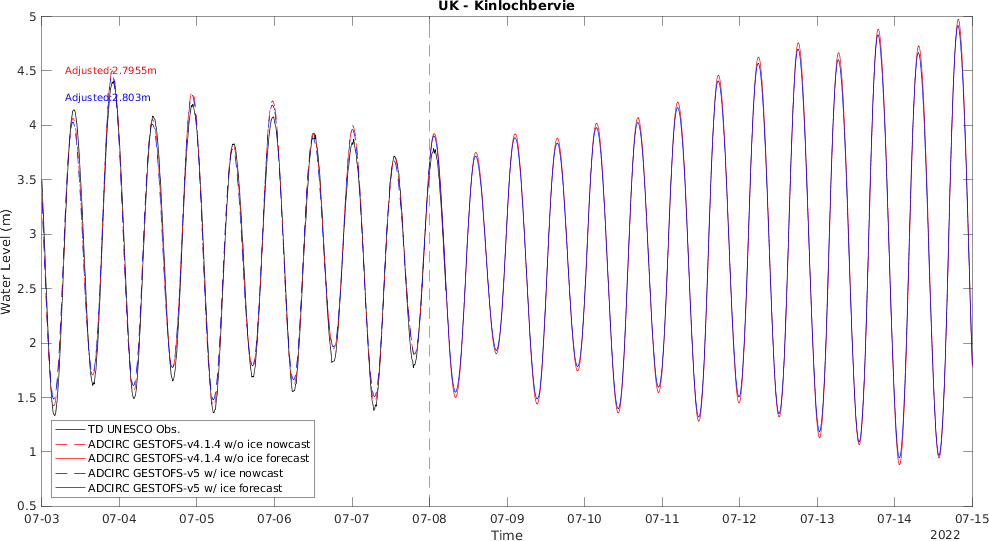 UK - Kinlochbervie
5
4.5
4
3.5
3
2.5
2
1.5
1
0.5
Water Level (m)
Adjusted:2.7955m
Adjusted:2.803m
TD UNESCO Obs.
ADCIRC GESTOFS-v4.1.4 w/o ice nowcast
ADCIRC GESTOFS-v4.1.4 w/o ice forecast
ADCIRC GESTOFS-v5 w/ ice nowcast
ADCIRC GESTOFS-v5 w/ ice forecast
07-03 07-04 07-05 07-06 07-07 07-08 07-09 07-10 07-11 07-12 07-13 07-14 07-15
Time
2022